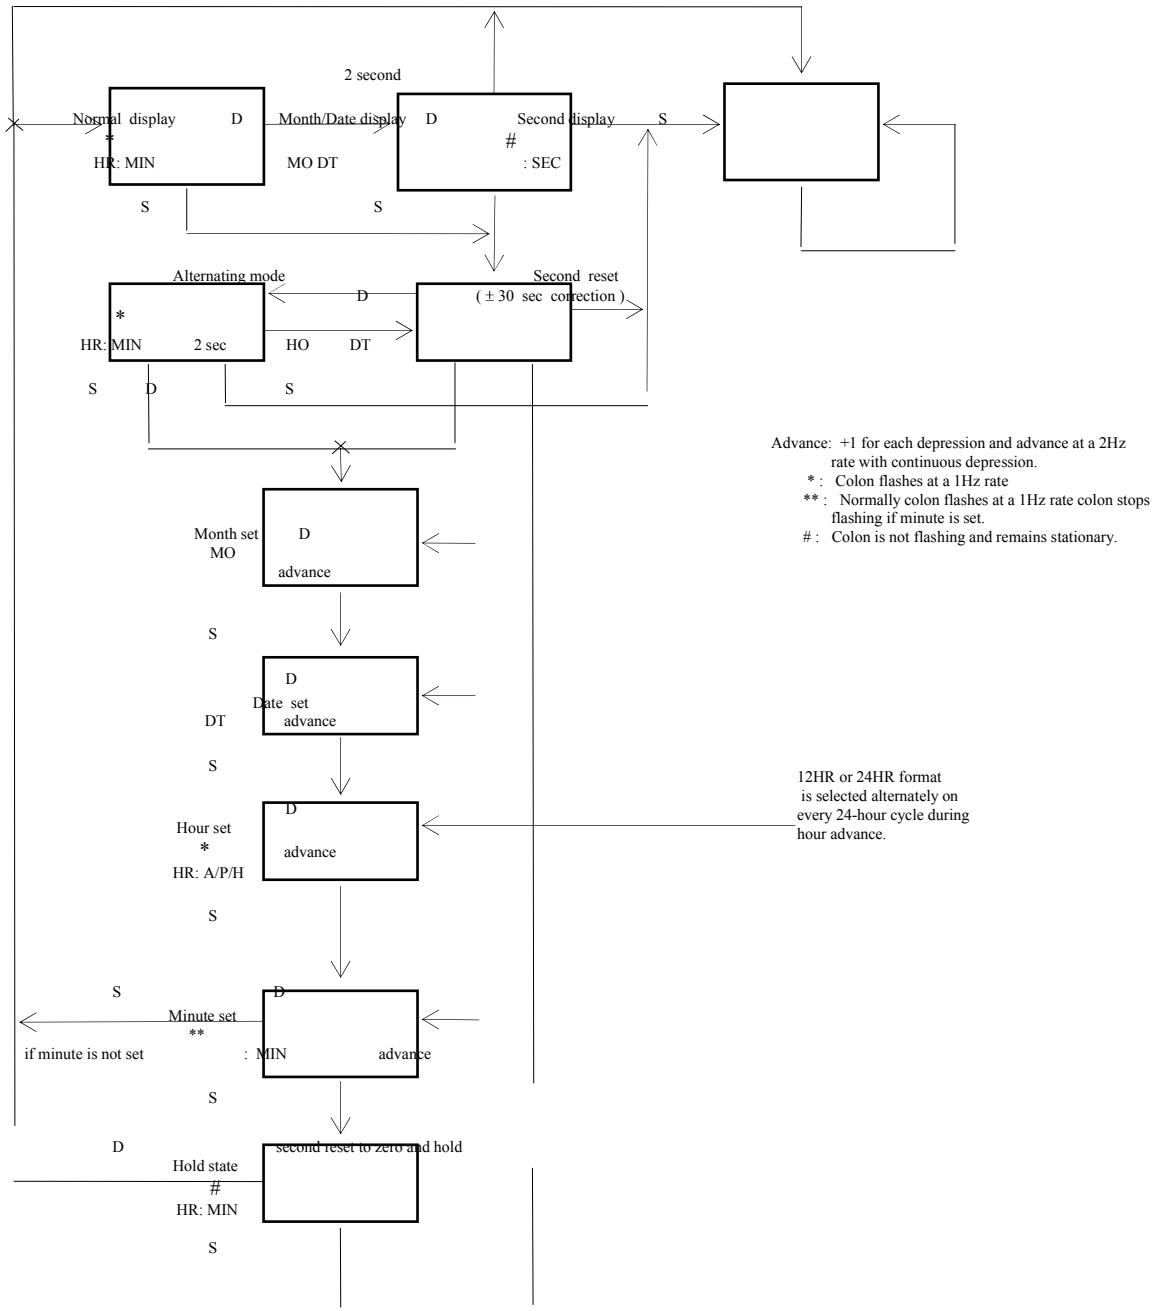 2 second
Normal display D Month/Date display D Second display S
* #
HR: MIN MO DT : SEC
S S
Alternating mode Second reset
D ( ± 30 sec correction )
*
HR: MIN 2 sec HO DT
S D S
Advance: +1 for each depression and advance at a 2Hz
rate with continuous depression.
* : Colon flashes at a 1Hz rate
** : Normally colon flashes at a 1Hz rate colon stops
flashing if minute is set.
# : Colon is not flashing and remains stationary.
Month set D
MO
advance
S
D
Date set
DT advance
S
12HR or 24HR format
is selected alternately on
every 24-hour cycle during
hour advance.
D
Hour set
*
advance
HR: A/P/H
S
S D
Minute set
**
if minute is not set : MIN advance
S
D second reset to zero and hold
Hold state
#
HR: MIN
S